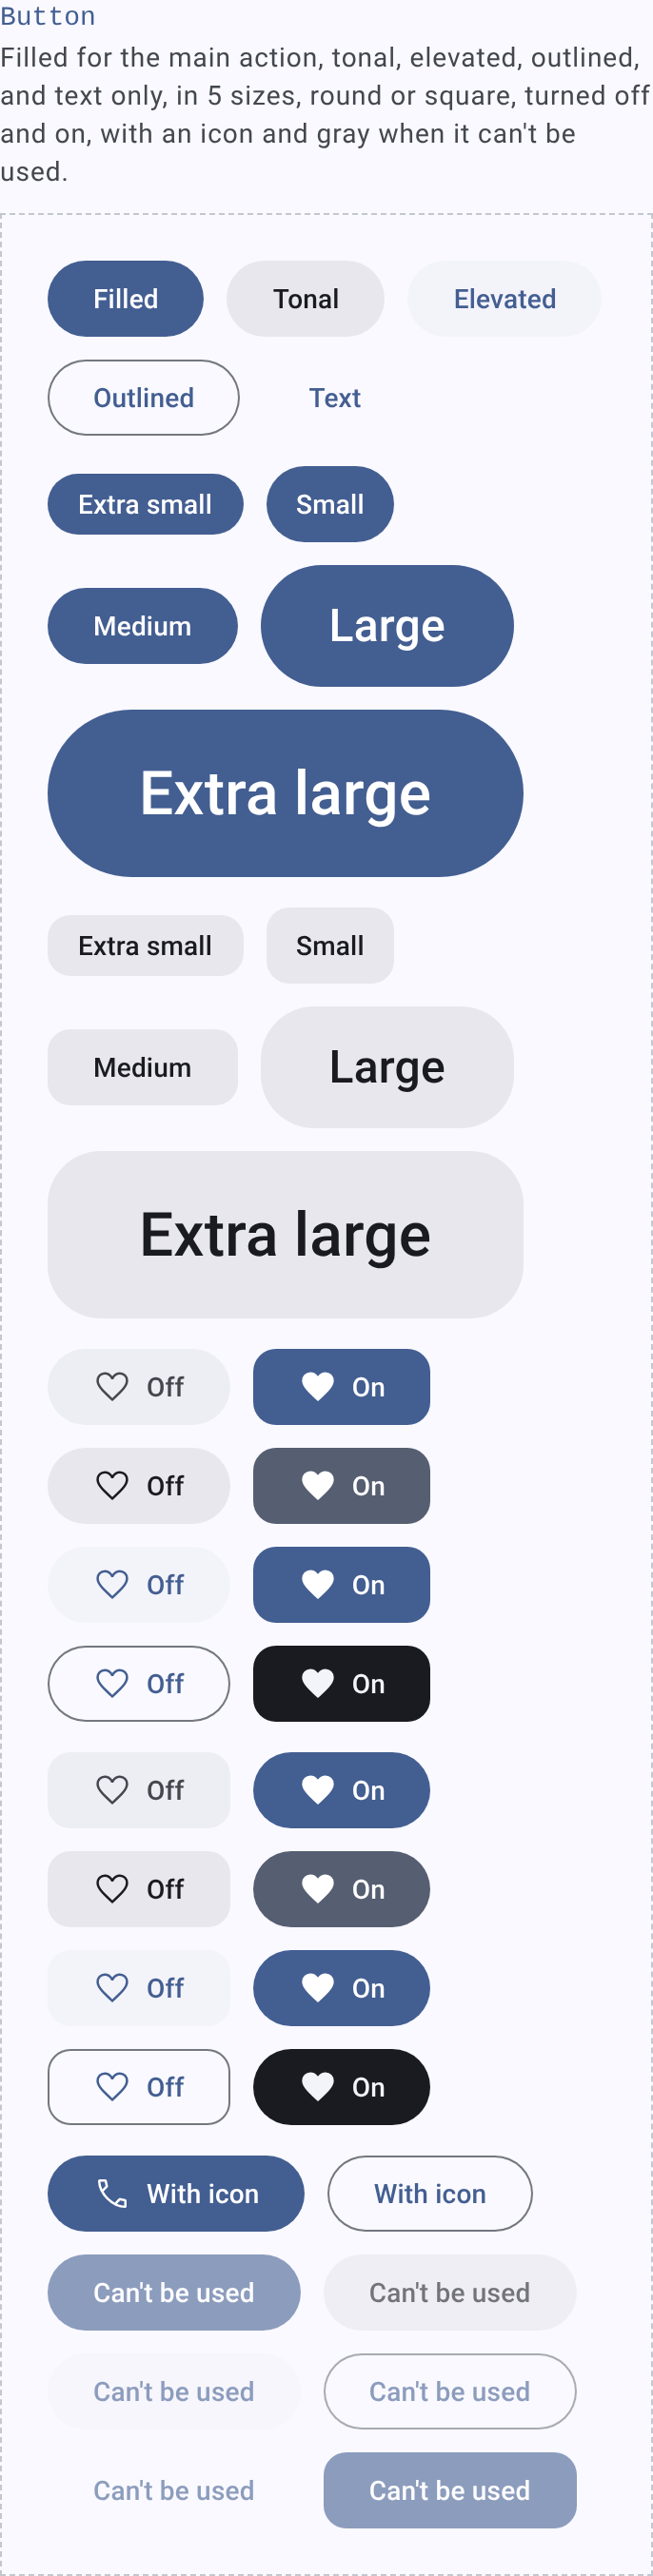 Button
Filled for the main action, tonal, elevated, outlined,
and text only, in 5 sizes, round or square, turned off
and on, with an icon and gray when it can't be
used.
Filled Tonal Elevated
Outlined Text
Extra small Small
Medium Large
Extra large
Extra small Small
Medium Large
Extra large
Off On
Off On
Off On
Off On
Off On
Off On
Off On
Off On
With icon With icon
Can't be used Can't be used
Can't be used Can't be used
Can't be used Can't be used